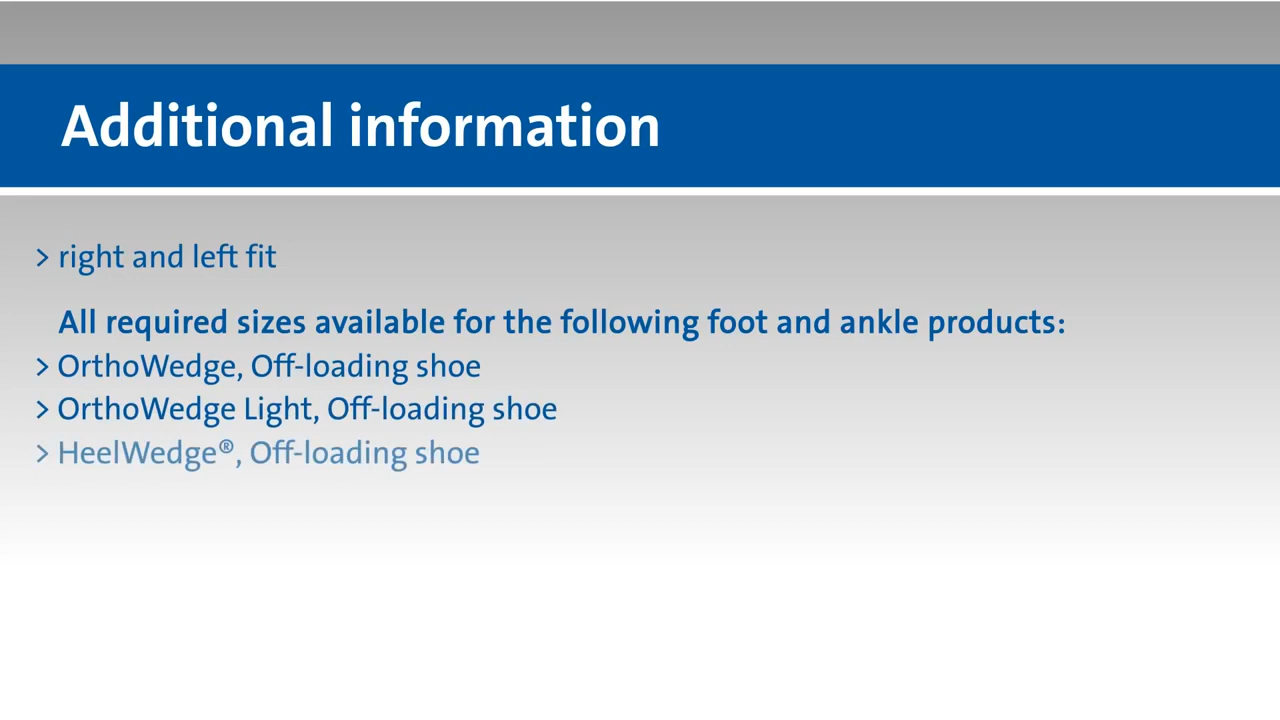 Additional information
> right and left fit
All required sizes available for the following foot and ankle products:
> OrthoWedge, Off-loading shoe
> OrthoWedge Light, Off-loading shoe
> HeelWedge®, Off-loading shoe